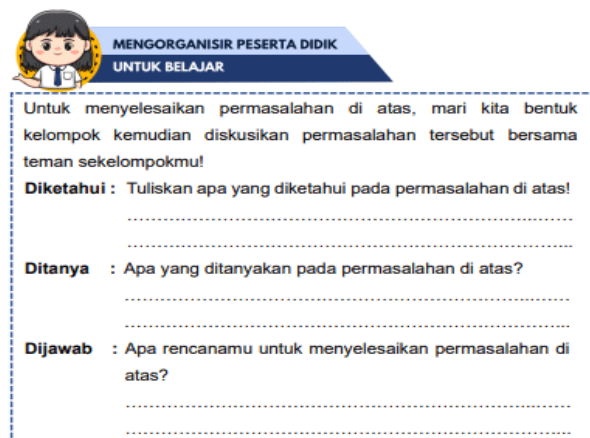 MENGORGANISIR PESERTA DIDIK
UNTUK BELAJAR
Untuk menyelesaikan permasalahan di atas, mari kita bentuk
kelompok kemudian diskusikan permasalahan tersebut bersama
teman sekelompokmu!
Diketahui : Tuliskan apa yang diketahui pada permasalahan di atas!
……………………………………………………………..……
…………………………………………………………………...
Ditanya : Apa yang ditanyakan pada permasalahan di atas?
……………………………………………………………..……
…………………………………………………………………...
Dijawab : Apa rencanamu untuk menyelesaikan permasalahan di
atas?
……………………………………………………………..……
…………………………………………………………………...